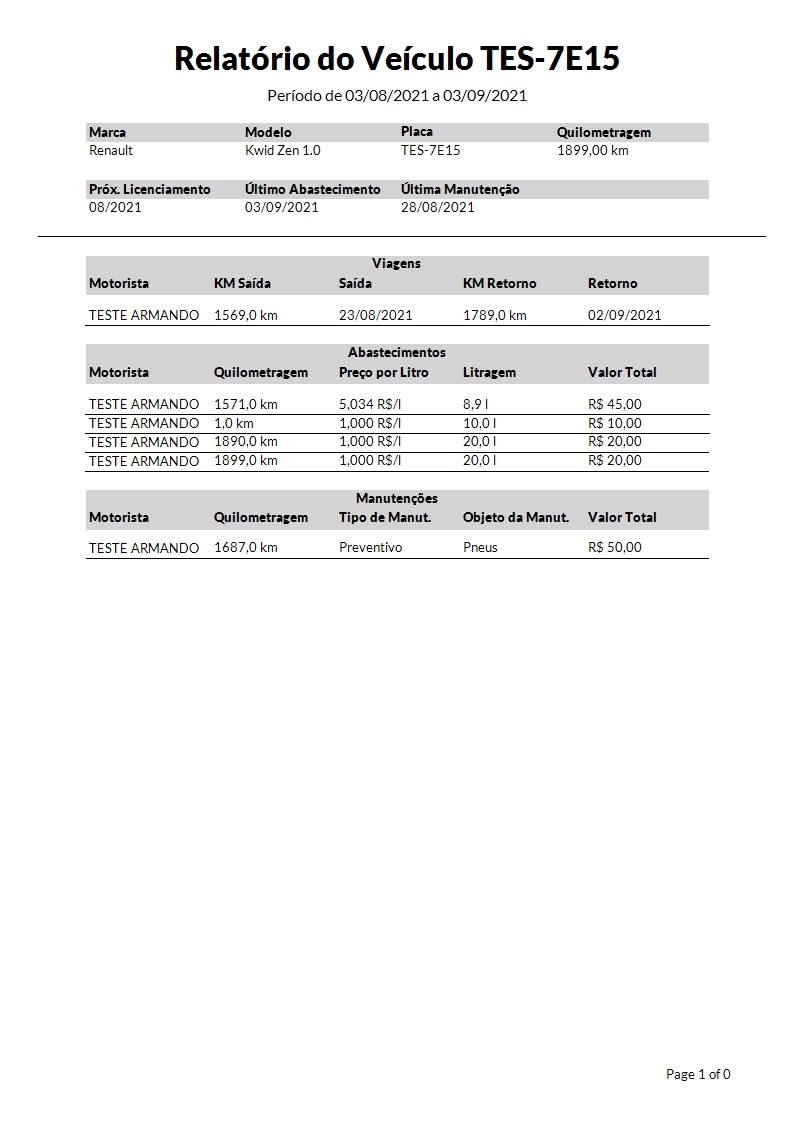 Relatório do Veículo TES-7E15
Período de 03/08/2021 a 03/09/2021
Marca Modelo Placa Quilometragem
Renault Kwid Zen 1.0 TES-7E15 1899,00 km
Próx. Licenciamento Último Abastecimento Última Manutenção
08/2021 03/09/2021 28/08/2021
Viagens
Motorista KM Saída Saída KM Retorno Retorno
TESTE ARMANDO 1569,0 km 23/08/2021 1789,0 km 02/09/2021
Abastecimentos
Motorista Quilometragem Preço por Litro Litragem Valor Total
TESTE ARMANDO 1571,0 km 5,034 R$/l 8,9 l R$ 45,00
TESTE ARMANDO 1,0 km 1,000 R$/l 10,0 l R$ 10,00
TESTE ARMANDO 1890,0 km 1,000 R$/l 20,0 l R$ 20,00
TESTE ARMANDO 1899,0 km 1,000 R$/l 20,0 l R$ 20,00
Manutenções
Motorista Quilometragem Tipo de Manut. Objeto da Manut. Valor Total
TESTE ARMANDO 1687,0 km Preventivo Pneus R$ 50,00
Page 1 of 0